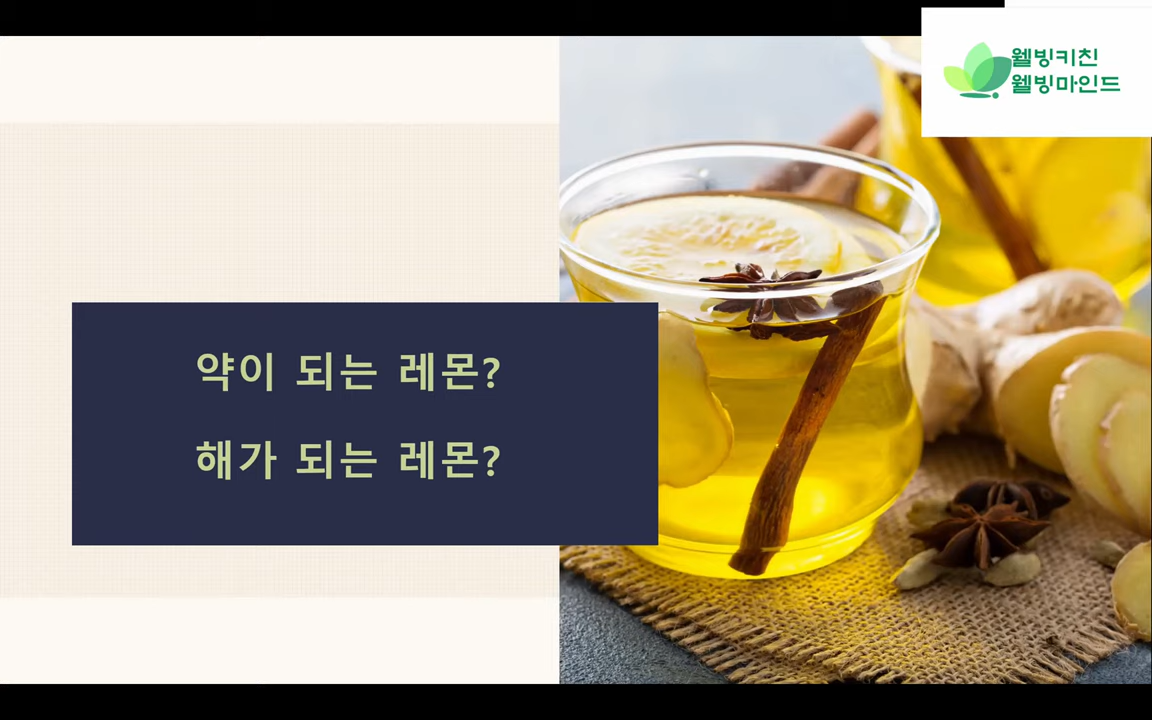 웰빙키친
웰빙마인드
약이 되는 레몬?
해가 되는 레몬?